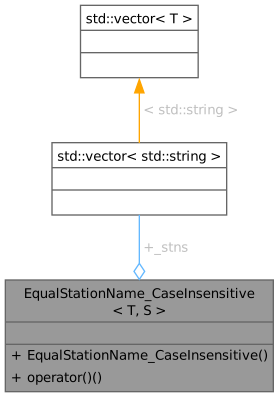 std::vector< T >
< std::string >
std::vector< std::string >
+_stns
EqualStationName_CaseInsensitive
< T, S >
+ EqualStationName_CaseInsensitive()
+ operator()()